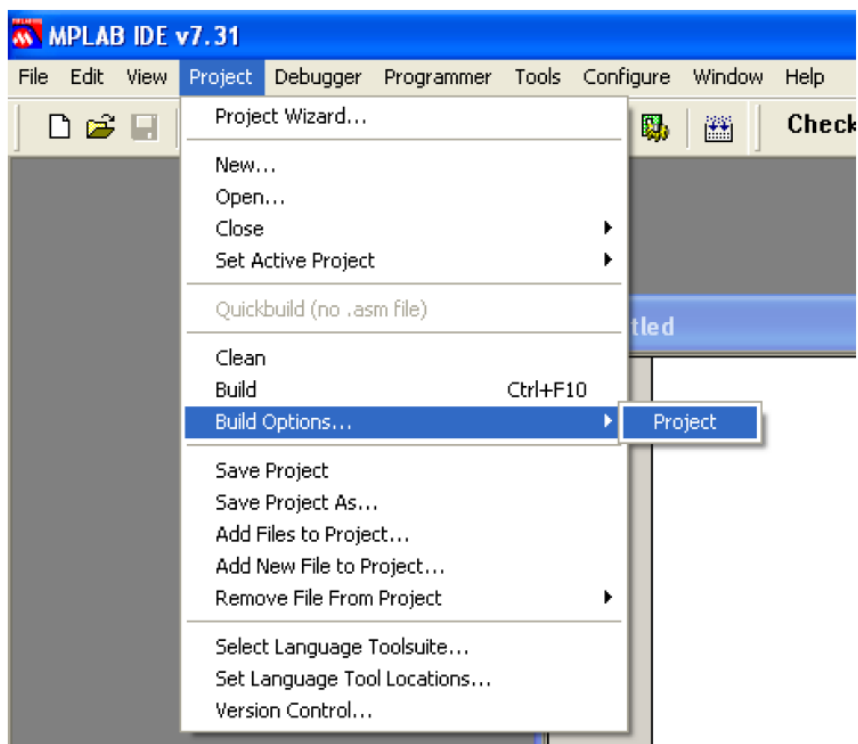 MPLAB IDE v7.31
File Edit View Project Debugger Programmer Tools Configure Window Help
Project Wizard...
Check
New...
Open...
Close
Set Active Project
Quickbuild (no .asm file)
tled
Clean
Build Ctrl+F10
Build Options... Project
Save Project
Save Project As...
Add Files to Project...
Add New File to Project...
Remove File From Project
Select Language Toolsuite...
Set Language Tool Locations...
Version Control...